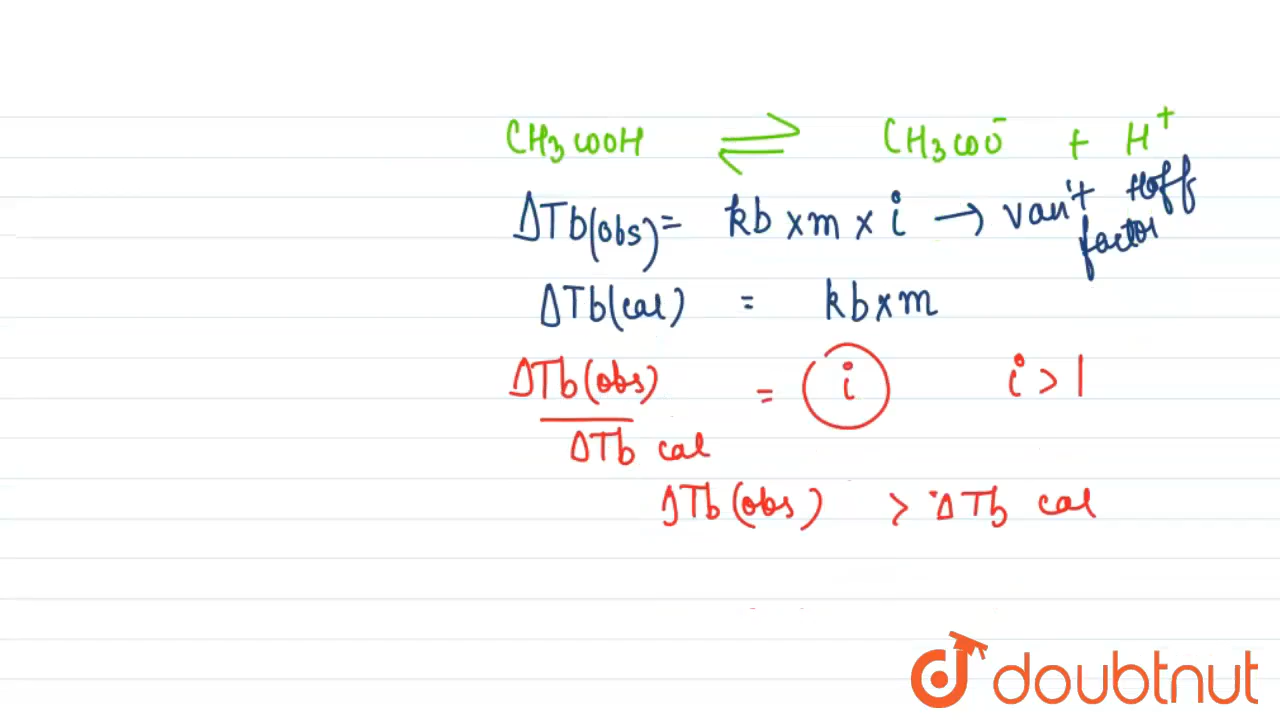 CH3COOH ⇌ CH3COO⁻ + H⁺
ΔTb(obs) = kb × m × i → van't Hoff factor
ΔTb(cal) = kb × m
ΔTb(obs) / ΔTb cal = i i > 1
ΔTb(obs) > ΔTb cal
doubtnut